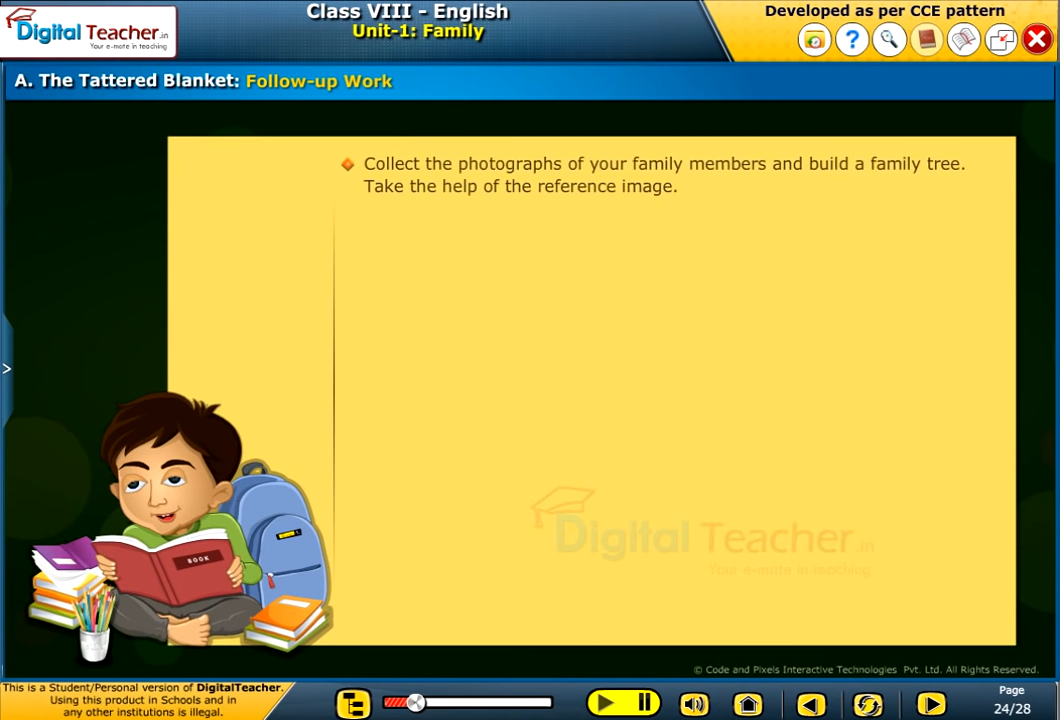 Digital Teacher.in
Your e-mate in teaching
Class VIII - English
Unit-1: Family
Developed as per CCE pattern
?
A. The Tattered Blanket: Follow-up Work
Collect the photographs of your family members and build a family tree.
Take the help of the reference image.
>
BOOK
Digital Teacher.in
Your e-mate in teaching
© Code and Pixels Interactive Technologies Pvt. Ltd. All Rights Reserved.
This is a Student/Personal version of DigitalTeacher.
Using this product in Schools and in
any other institutions is illegal.
Page
24/28